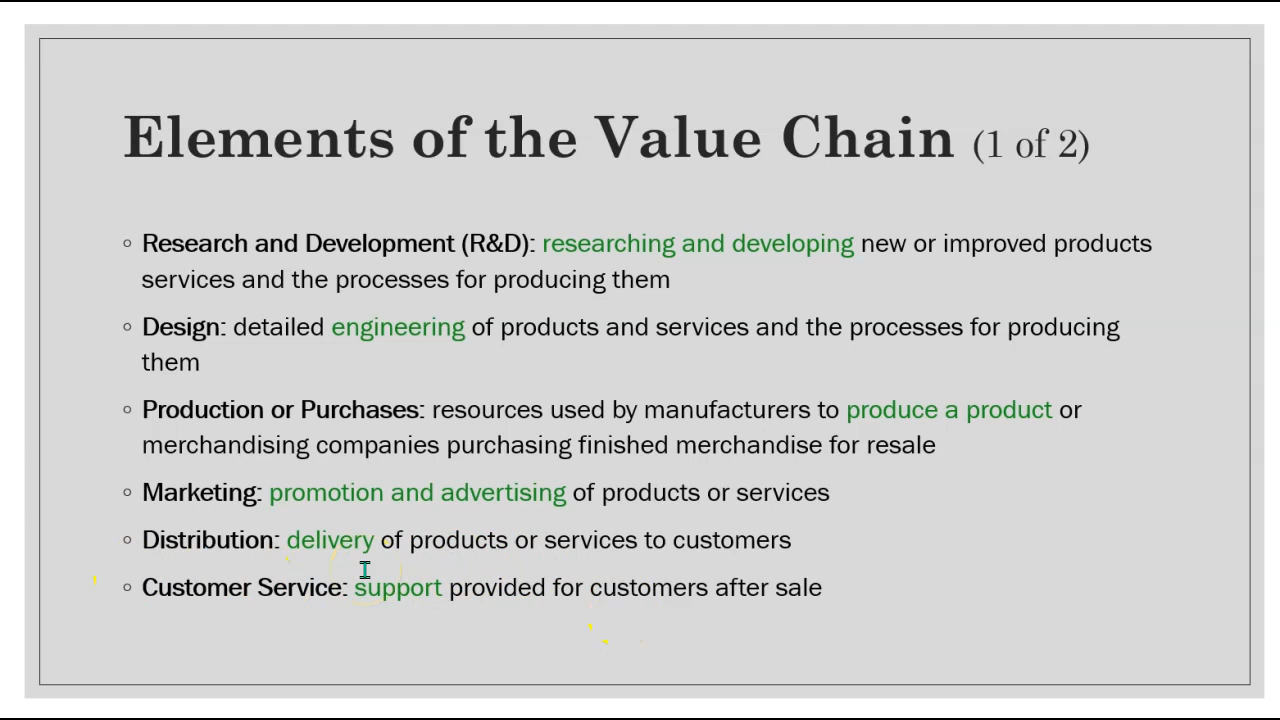 Elements of the Value Chain (1 of 2)
◦ Research and Development (R&D): researching and developing new or improved products
services and the processes for producing them
◦ Design: detailed engineering of products and services and the processes for producing
them
◦ Production or Purchases: resources used by manufacturers to produce a product or
merchandising companies purchasing finished merchandise for resale
◦ Marketing: promotion and advertising of products or services
◦ Distribution: delivery of products or services to customers
◦ Customer Service: support provided for customers after sale